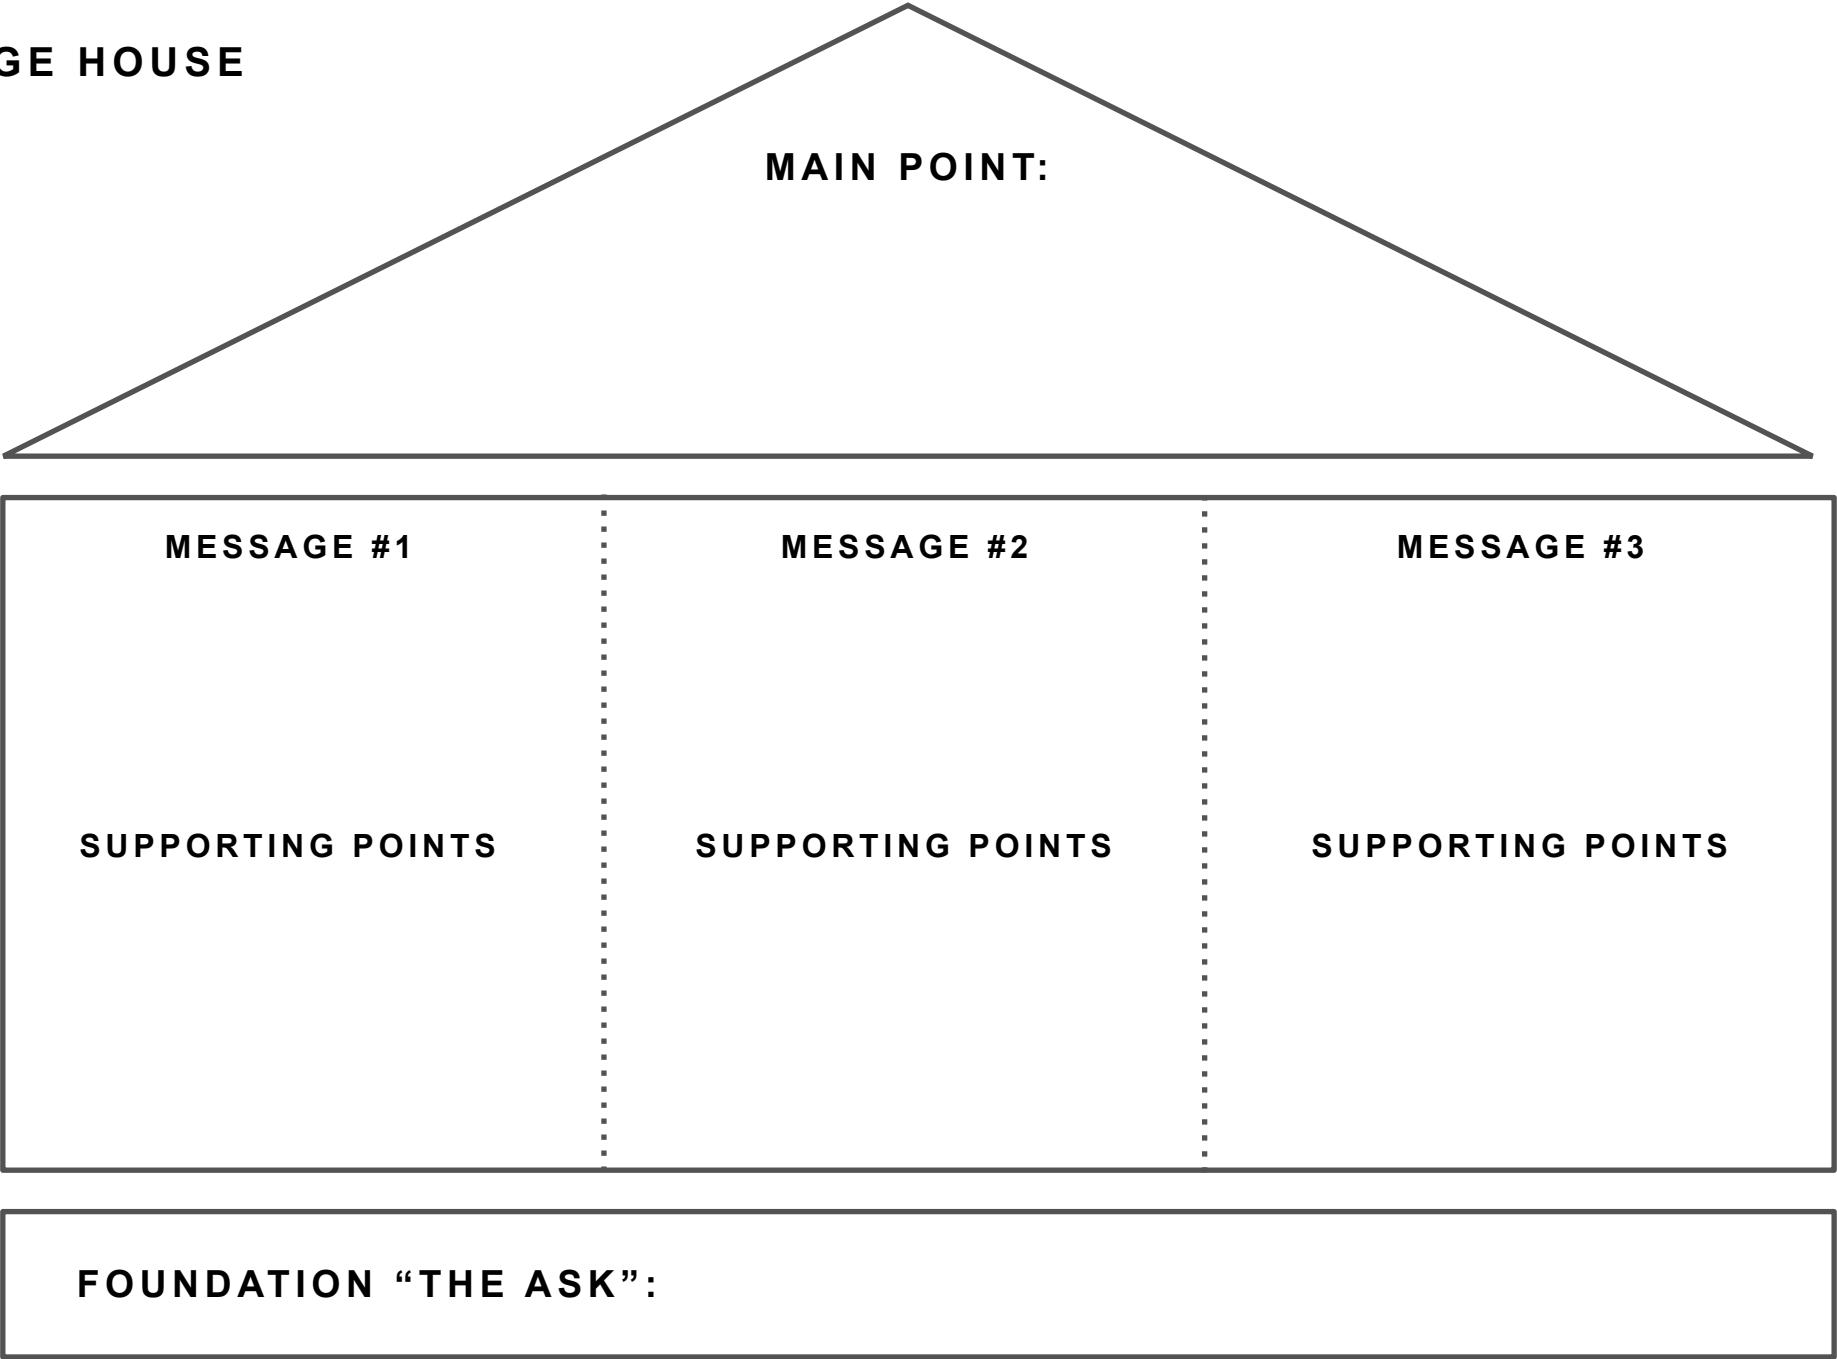 GE HOUSE
MAIN POINT:
MESSAGE #1
MESSAGE #2
MESSAGE #3
SUPPORTING POINTS
SUPPORTING POINTS
SUPPORTING POINTS
FOUNDATION “THE ASK”: